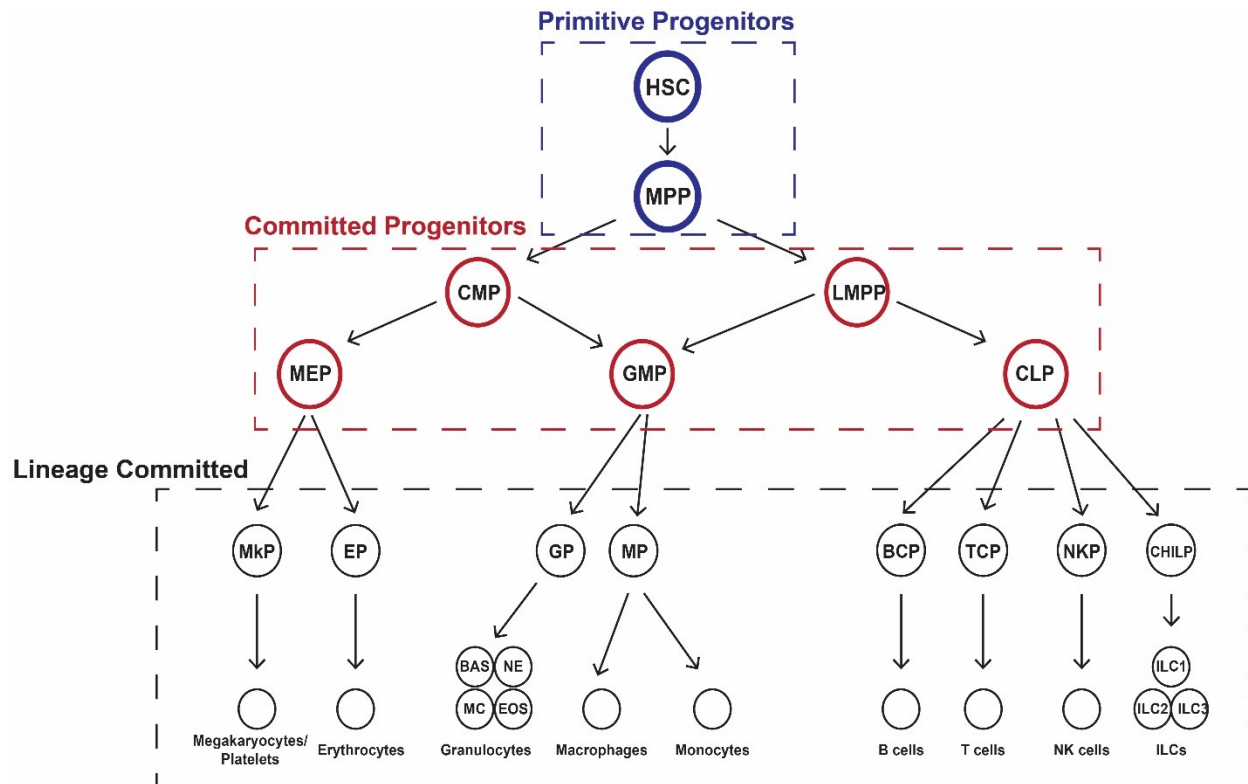 Primitive Progenitors
HSC
MPP
Committed Progenitors
CMP
LMPP
MEP
GMP
CLP
Lineage Committed
MkP
EP
GP
MP
BCP
TCP
NKP
CHILP
BAS
NE
ILC1
MC
EOS
ILC2
ILC3
Megakaryocytes/
Platelets
Erythrocytes
Granulocytes
Macrophages
Monocytes
B cells
T cells
NK cells
ILCs